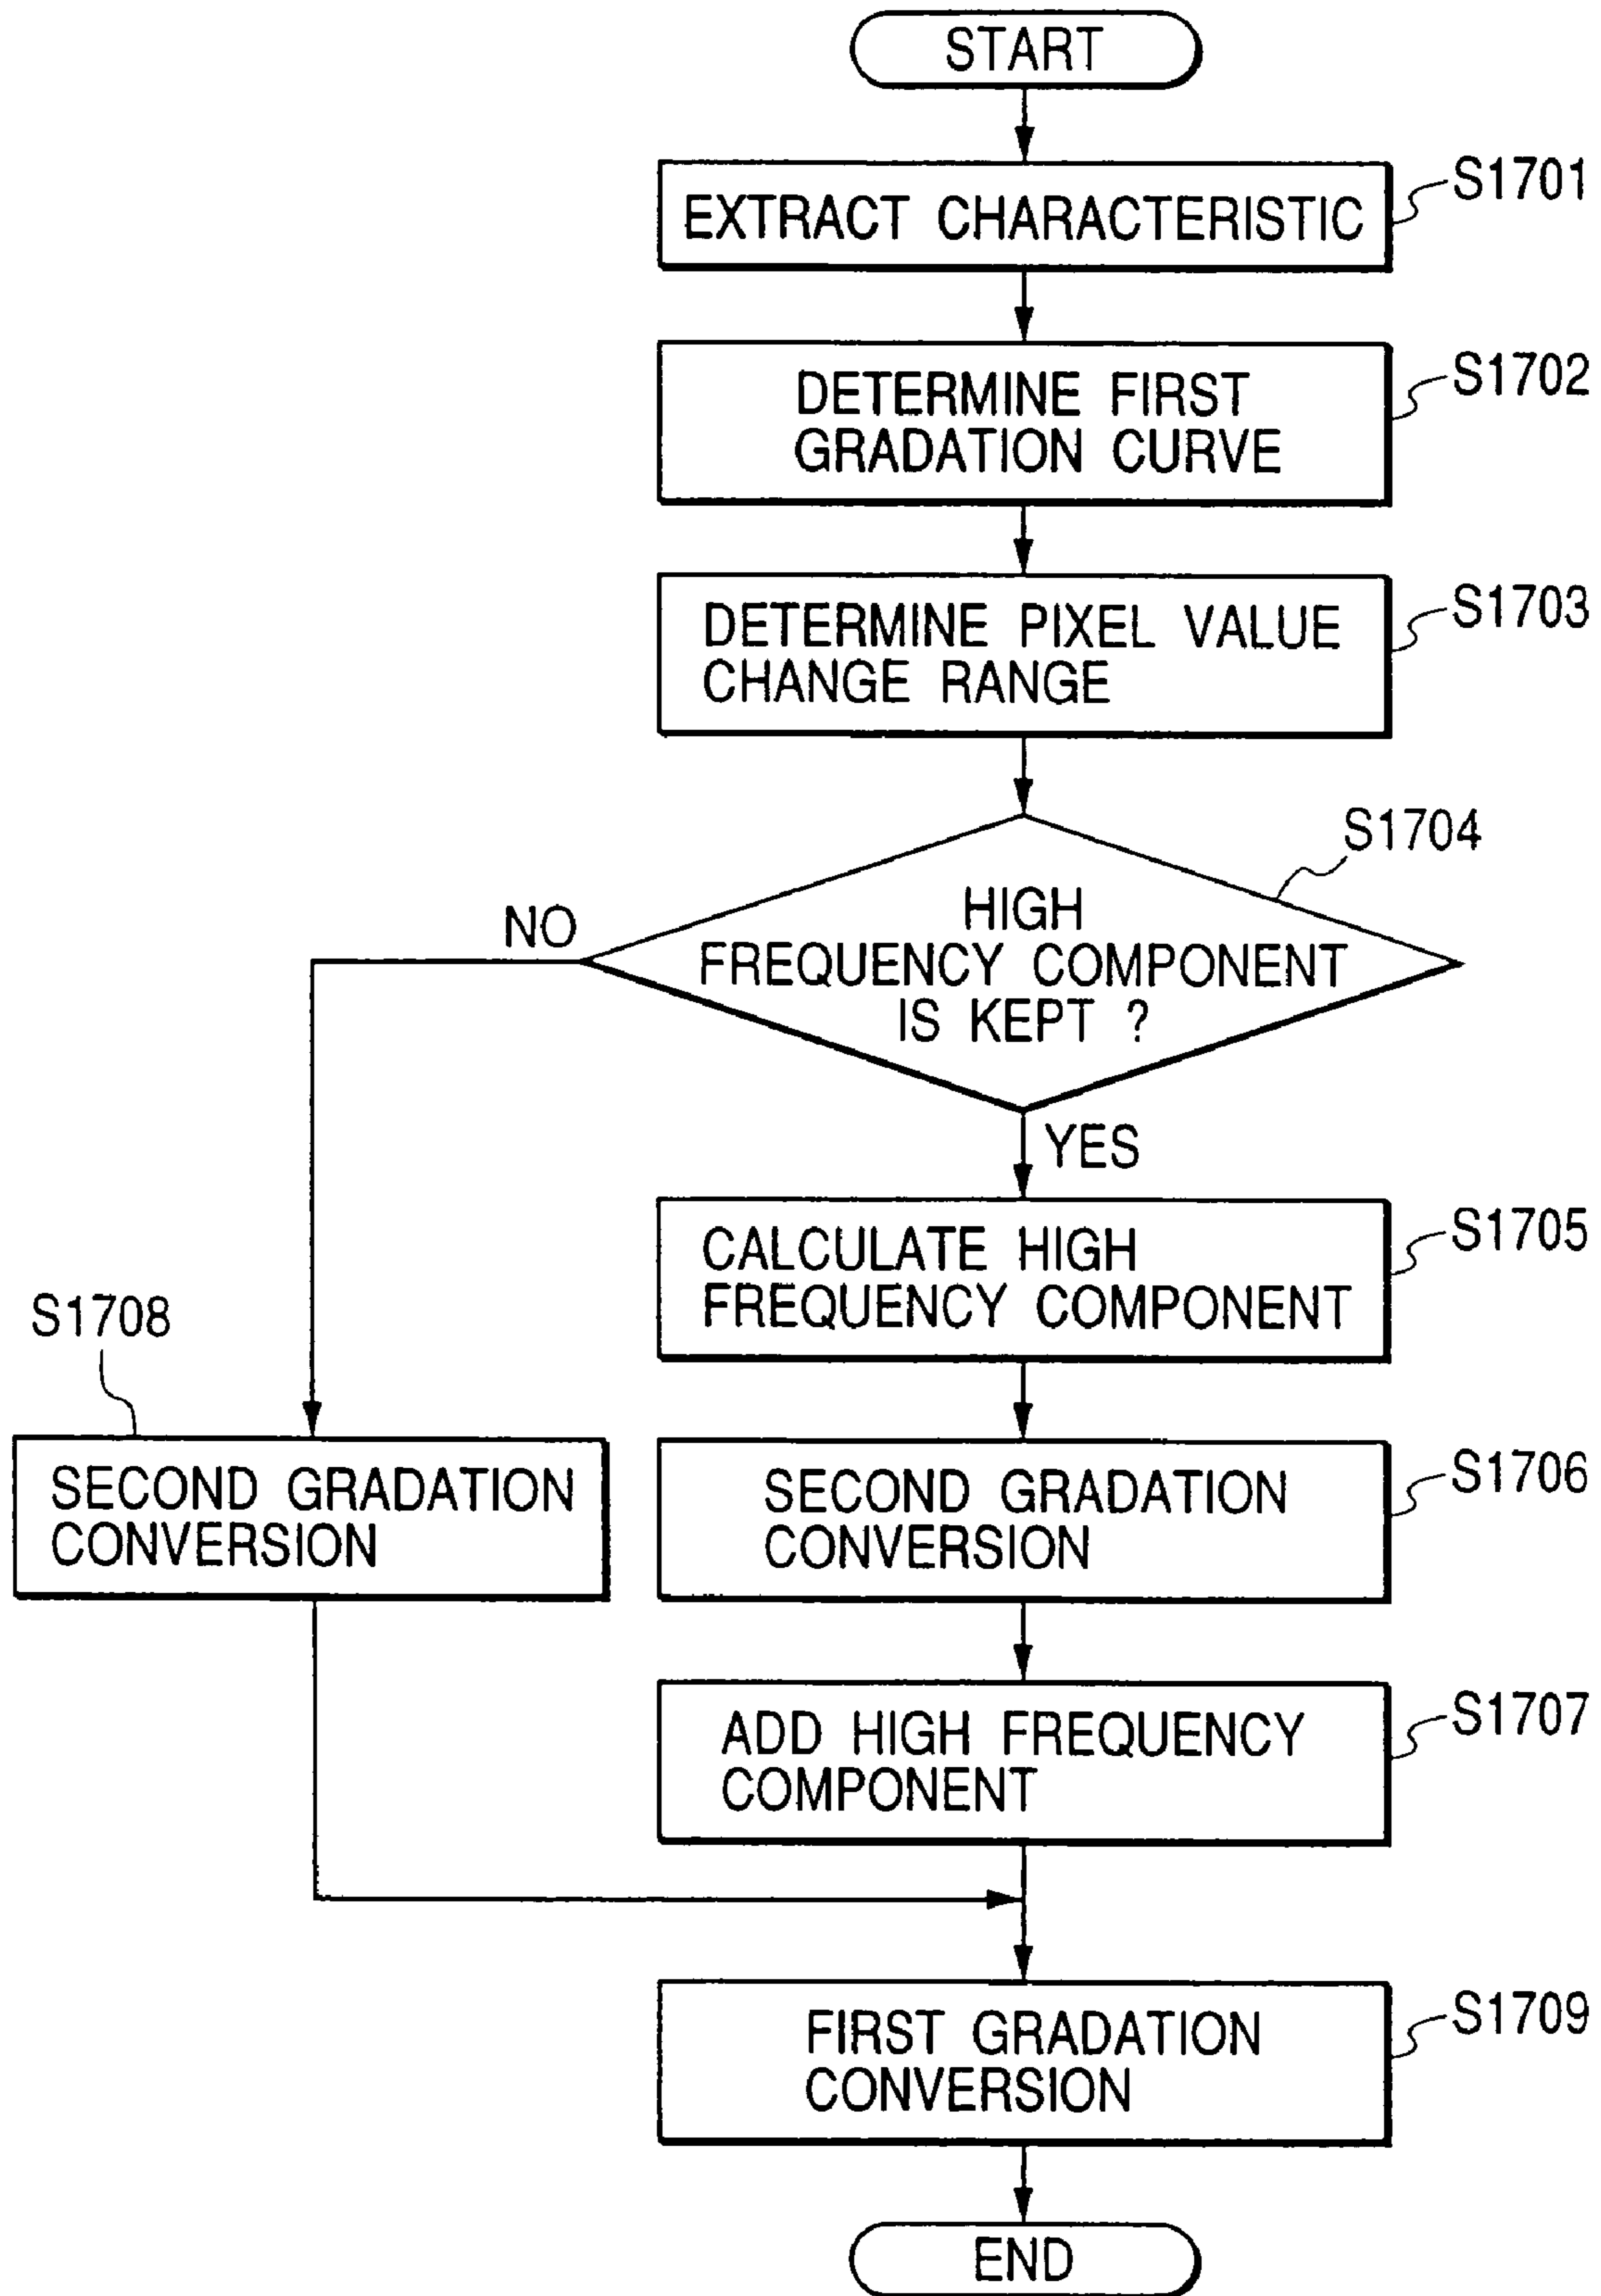 START
EXTRACT CHARACTERISTIC
S1701
DETERMINE FIRST
GRADATION CURVE
S1702
DETERMINE PIXEL VALUE
CHANGE RANGE
S1703
S1704
HIGH
FREQUENCY COMPONENT
IS KEPT ?
NO
YES
CALCULATE HIGH
FREQUENCY COMPONENT
S1705
S1708
SECOND GRADATION
CONVERSION
SECOND GRADATION
CONVERSION
S1706
ADD HIGH FREQUENCY
COMPONENT
S1707
FIRST GRADATION
CONVERSION
S1709
END